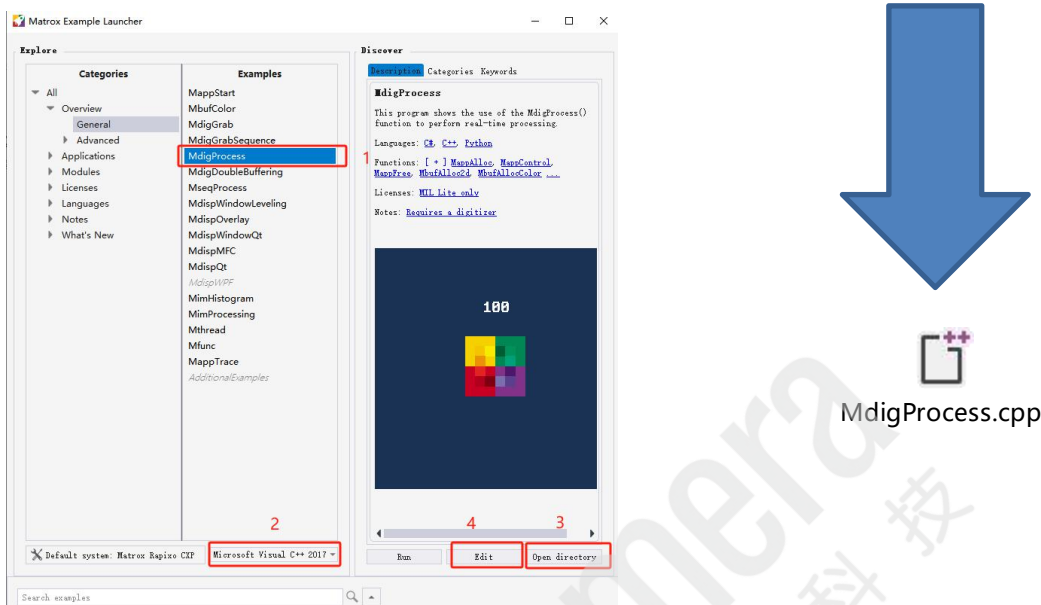 Matrox Example Launcher
Explore
Categories
Examples
All
Overview
General
Advanced
Applications
Modules
Licenses
Languages
Notes
What's New
MappStart
MbufColor
MdigGrab
MdigGrabSequence
MdigProcess
MdigDoubleBuffering
MseqProcess
MdispWindowLeveling
MdispOverlay
MdispWindowQt
MdispMFC
MdispQt
MdispWPF
MimHistogram
MimProcessing
Mthread
Mfunc
MappTrace
AdditionalExamples
1
2
Default system: Matrox Rapixo CXP
Microsoft Visual C++ 2017
Search examples
Discover
Description Categories Keywords
MdigProcess
This program shows the use of the MdigProcess()
function to perform real-time processing.
Languages: C#, C++, Python
Functions: [ + ] MappAlloc, MappControl,
MappFree, MbufAlloc2d, MbufAllocColor ...
Licenses: MIL Lite only
Notes: Requires a digitizer
100
4
3
Run
Edit
Open directory
++
MdigProcess.cpp
mera
科技